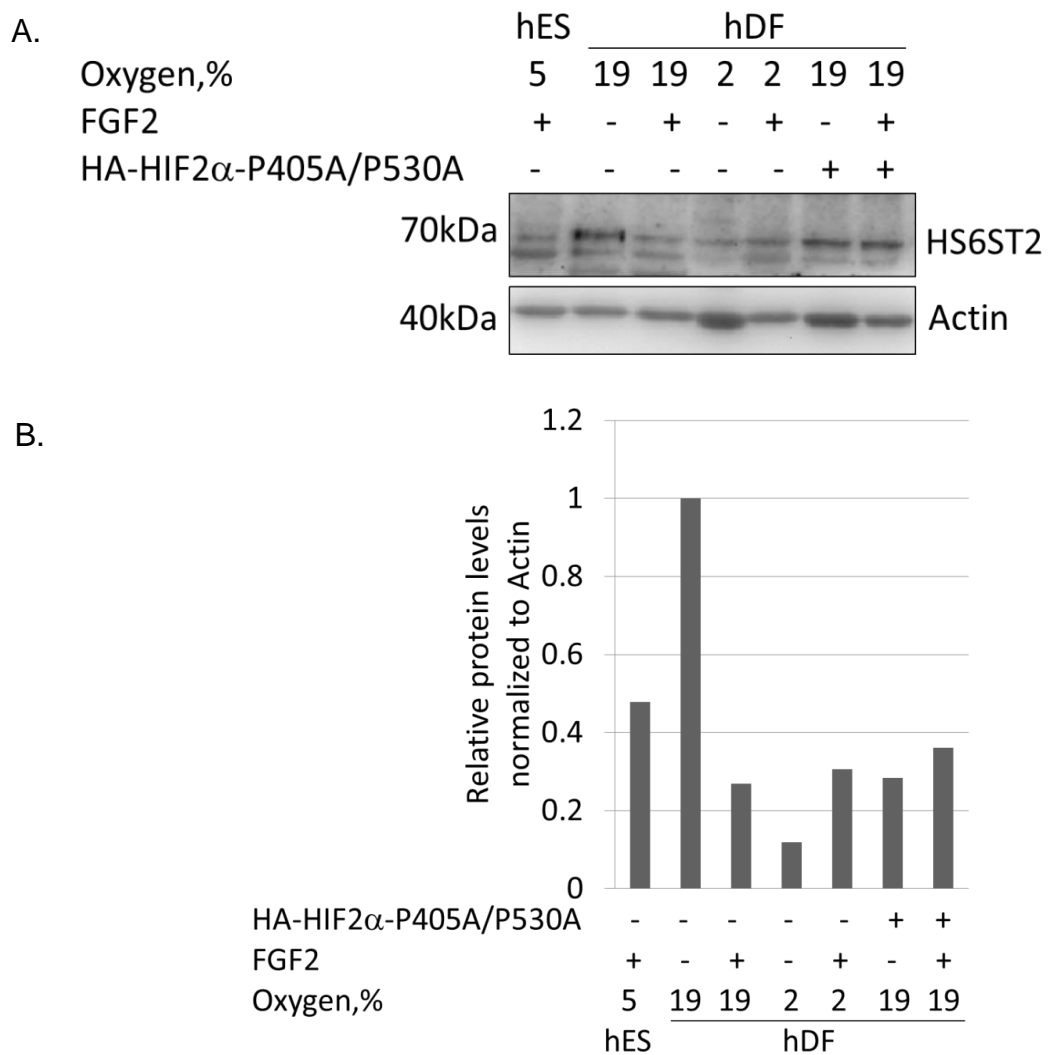 A.
hES hDF
Oxygen,% 5 19 19 2 2 19 19
FGF2 + - + - + - +
HA-HIF2α-P405A/P530A - - - - - + +
70kDa HS6ST2
40kDa Actin
B.
Relative protein levels
normalized to Actin
1.2
1
0.8
0.6
0.4
0.2
0
HA-HIF2α-P405A/P530A - - - - - + +
FGF2 + - + - + - +
Oxygen,% 5 19 19 2 2 19 19
hES hDF